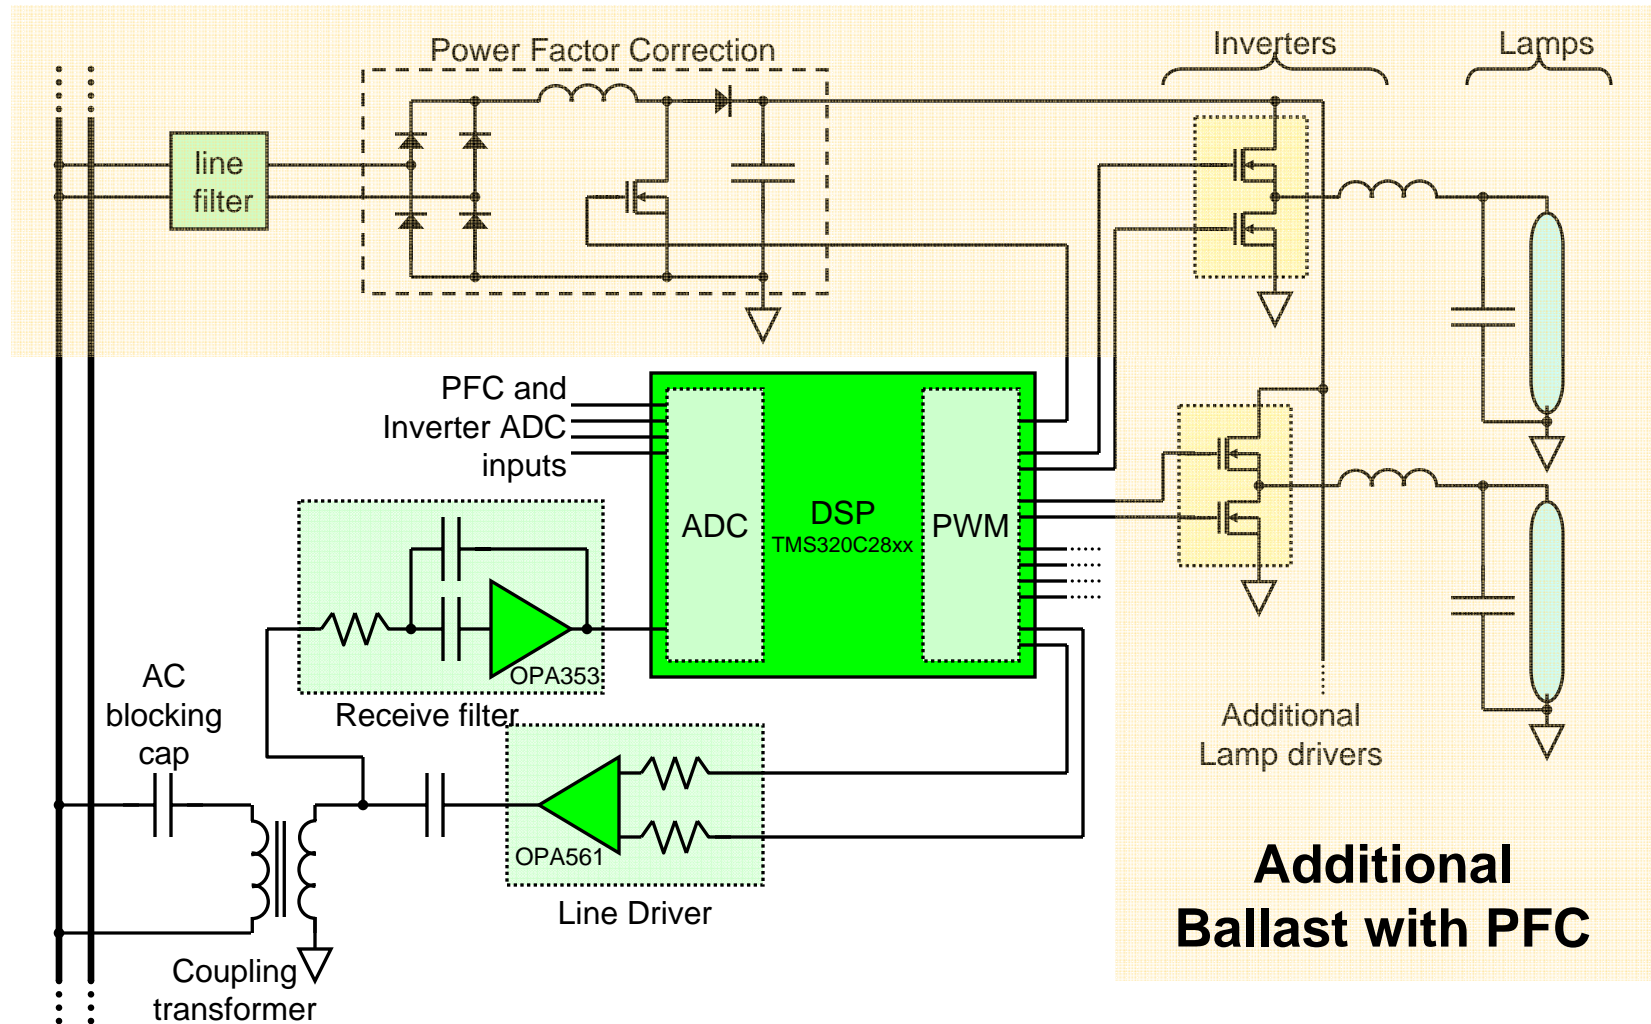 Power Factor Correction
Inverters
Lamps
line
filter
PFC and
Inverter ADC
inputs
ADC
DSP
TMS320C28xx
PWM
OPA353
Receive filter
AC
blocking
cap
Additional
Lamp drivers
OPA561
Line Driver
Additional
Ballast with PFC
Coupling
transformer